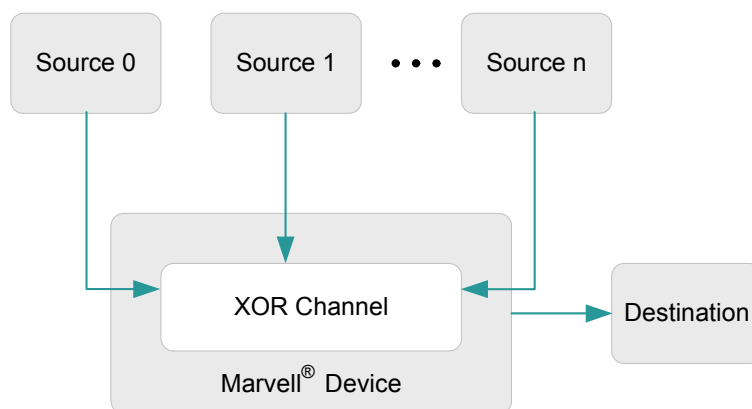 Source 0
Source 1
• • •
Source n
XOR Channel
Destination
Marvell® Device